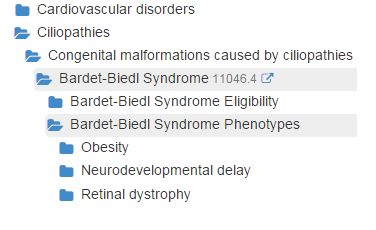 Cardiovascular disorders
Ciliopathies
Congenital malformations caused by ciliopathies
Bardet-Biedl Syndrome 11046.4
Bardet-Biedl Syndrome Eligibility
Bardet-Biedl Syndrome Phenotypes
Obesity
Neurodevelopmental delay
Retinal dystrophy